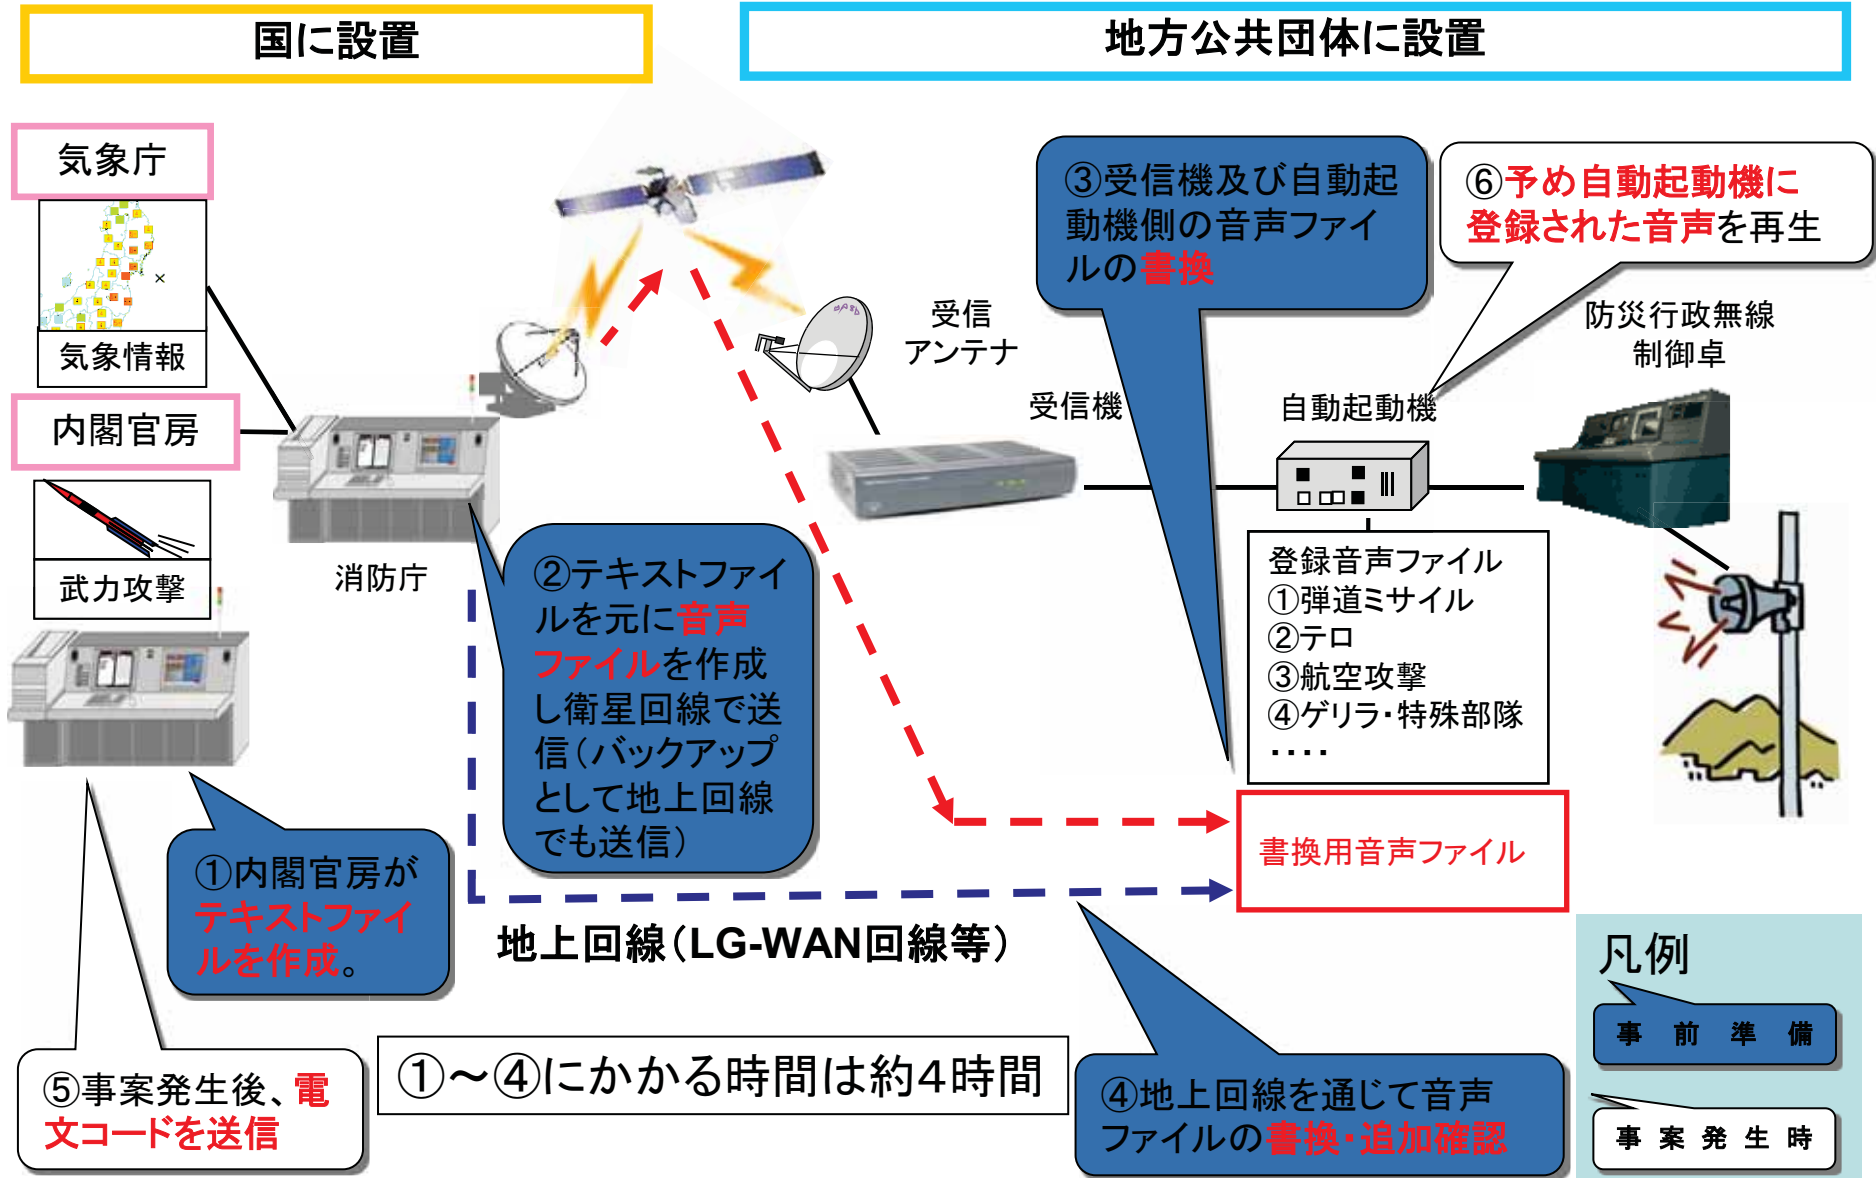 国に設置
地方公共団体に設置
気象庁
気象情報
内閣官房
武力攻撃
消防庁
受信
アンテナ
受信機
自動起動機
防災行政無線
制御卓
③受信機及び自動起
動機側の音声ファイ
ルの書換
⑥予め自動起動機に
登録された音声を再生
②テキストファイ
ルを元に音声
ファイルを作成
し衛星回線で送
信(バックアップ
として地上回線
でも送信)
登録音声ファイル
①弾道ミサイル
②テロ
③航空攻撃
④ゲリラ・特殊部隊
・・・・
書換用音声ファイル
①内閣官房が
テキストファイ
ルを作成。
地上回線(LG-WAN回線等)
⑤事案発生後、電
文コードを送信
①～④にかかる時間は約4時間
④地上回線を通じて音声
ファイルの書換・追加確認
凡例
事前準備
事案発生時